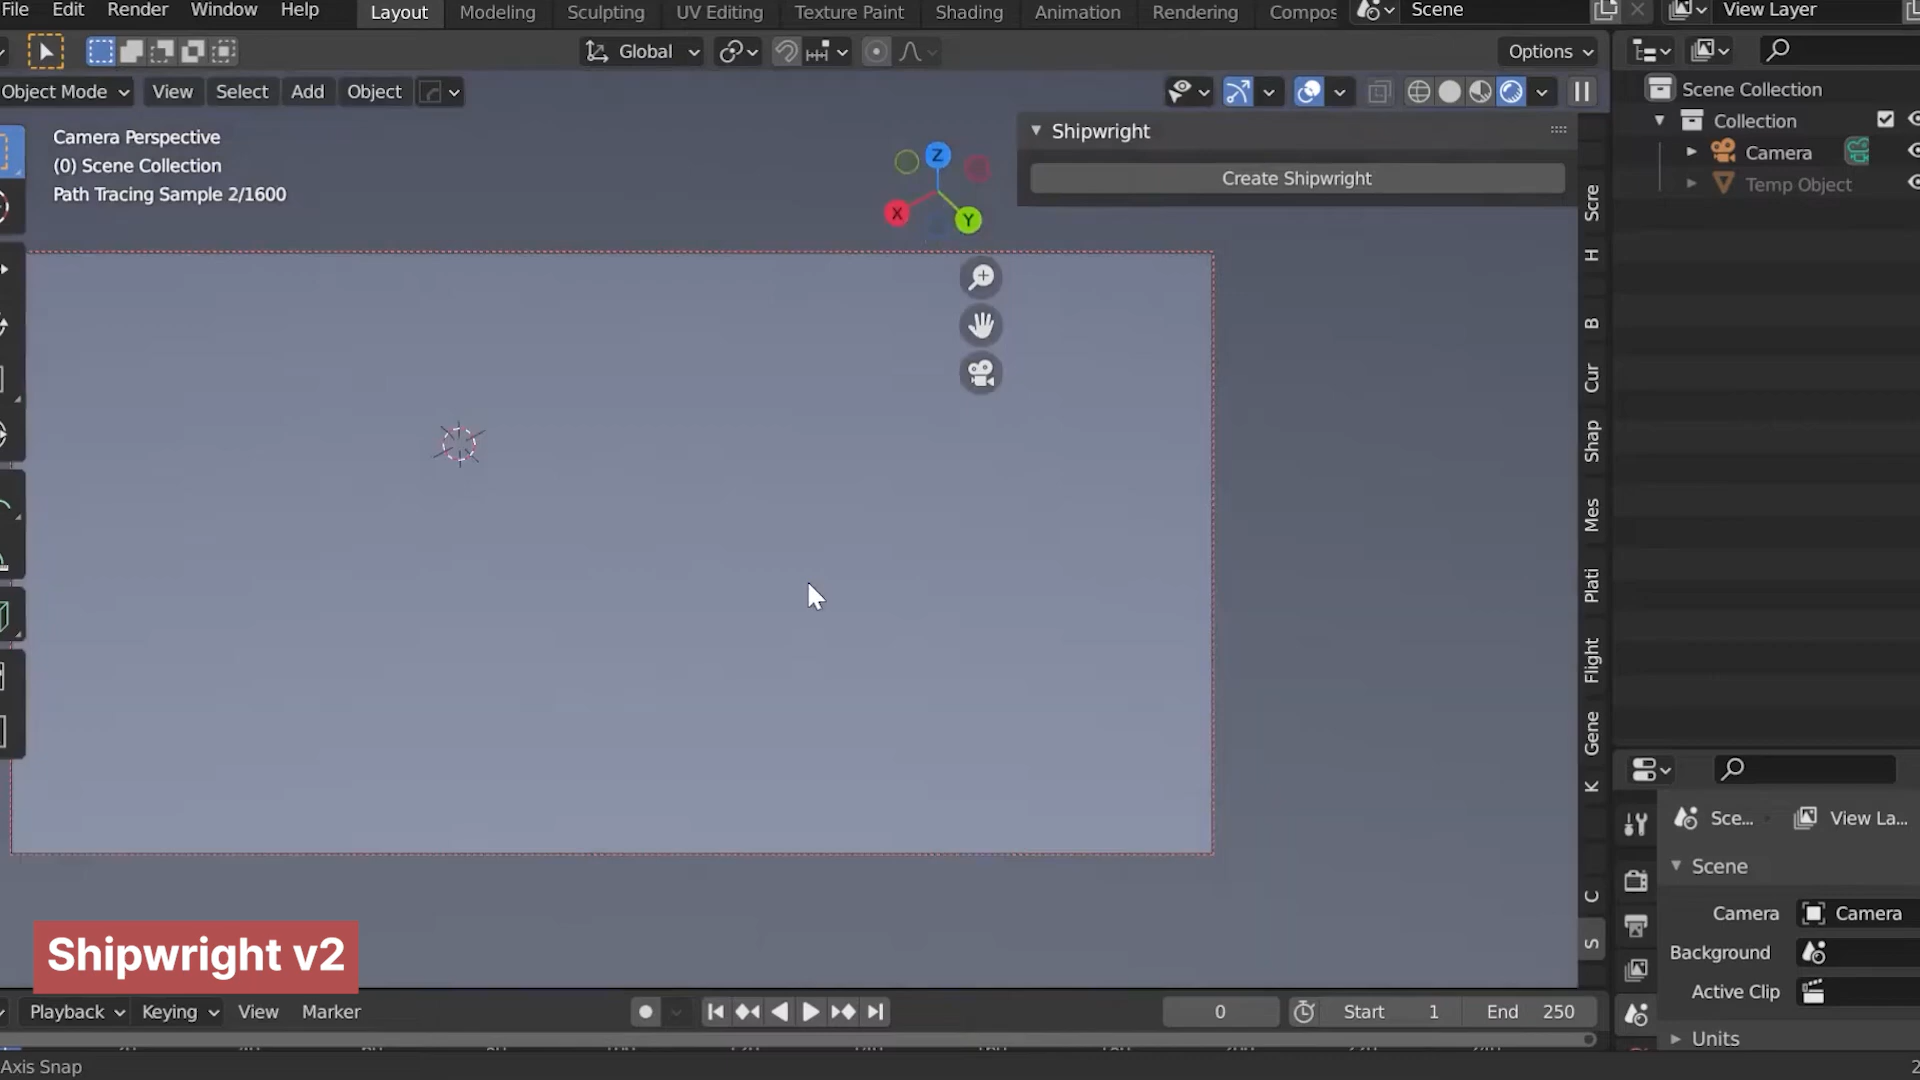 File Edit Render Window Help Layout Modeling Sculpting UV Editing Texture Paint Shading Animation Rendering Compos Scene View Layer
Global Options
Object Mode View Select Add Object
Camera Perspective
(0) Scene Collection
Path Tracing Sample 2/1600
Z
X
Y
Shipwright
Create Shipwright
Scre
H
B
Cur
Shap
Mes
Plati
Flight
Gene
K
C
S
Scene Collection
Collection
Camera
Temp Object
Sce...
View La...
Scene
Camera Camera
Background
Active Clip
Units
Shipwright v2
Playback Keying View Marker 0 Start 1 End 250
Axis Snap